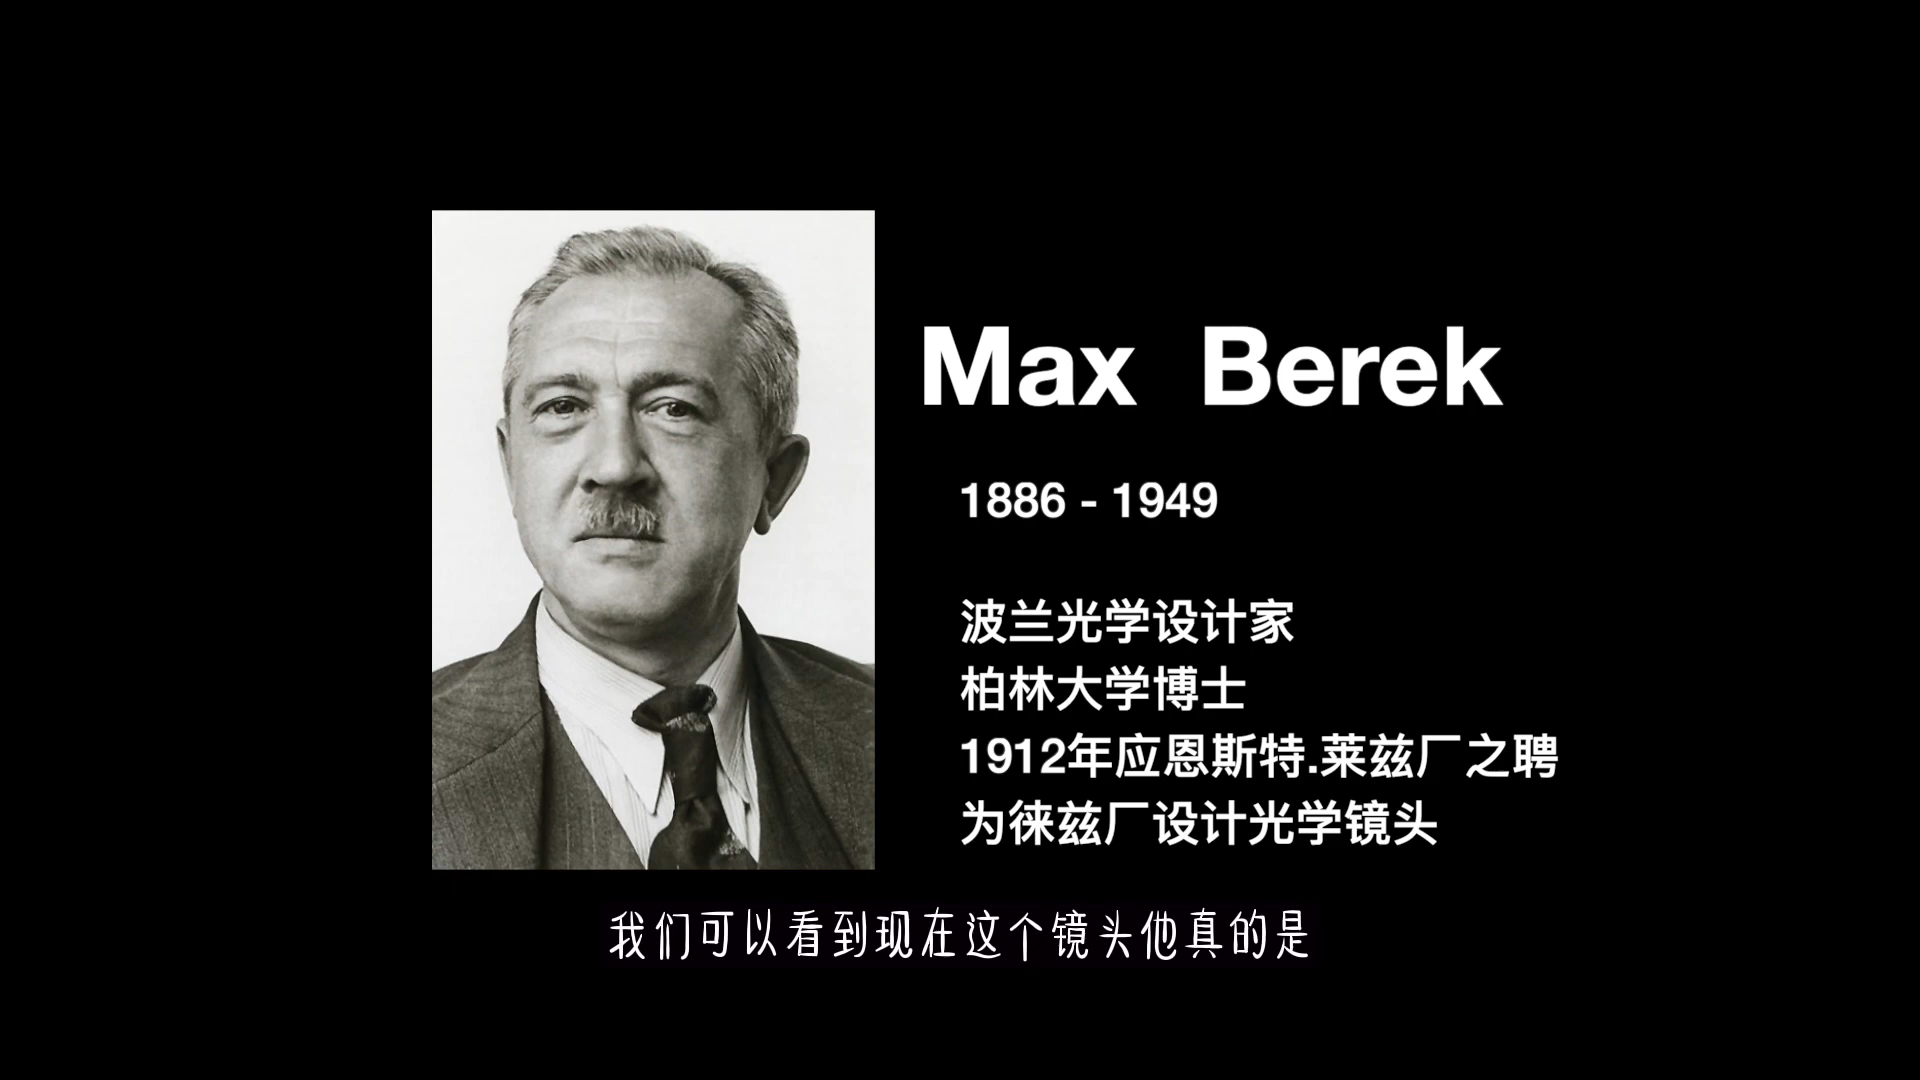 Max Berek
1886 - 1949
波兰光学设计家
柏林大学博士
1912年应恩斯特.莱兹厂之聘
为徕兹厂设计光学镜头
我们可以看到现在这个镜头他真的是